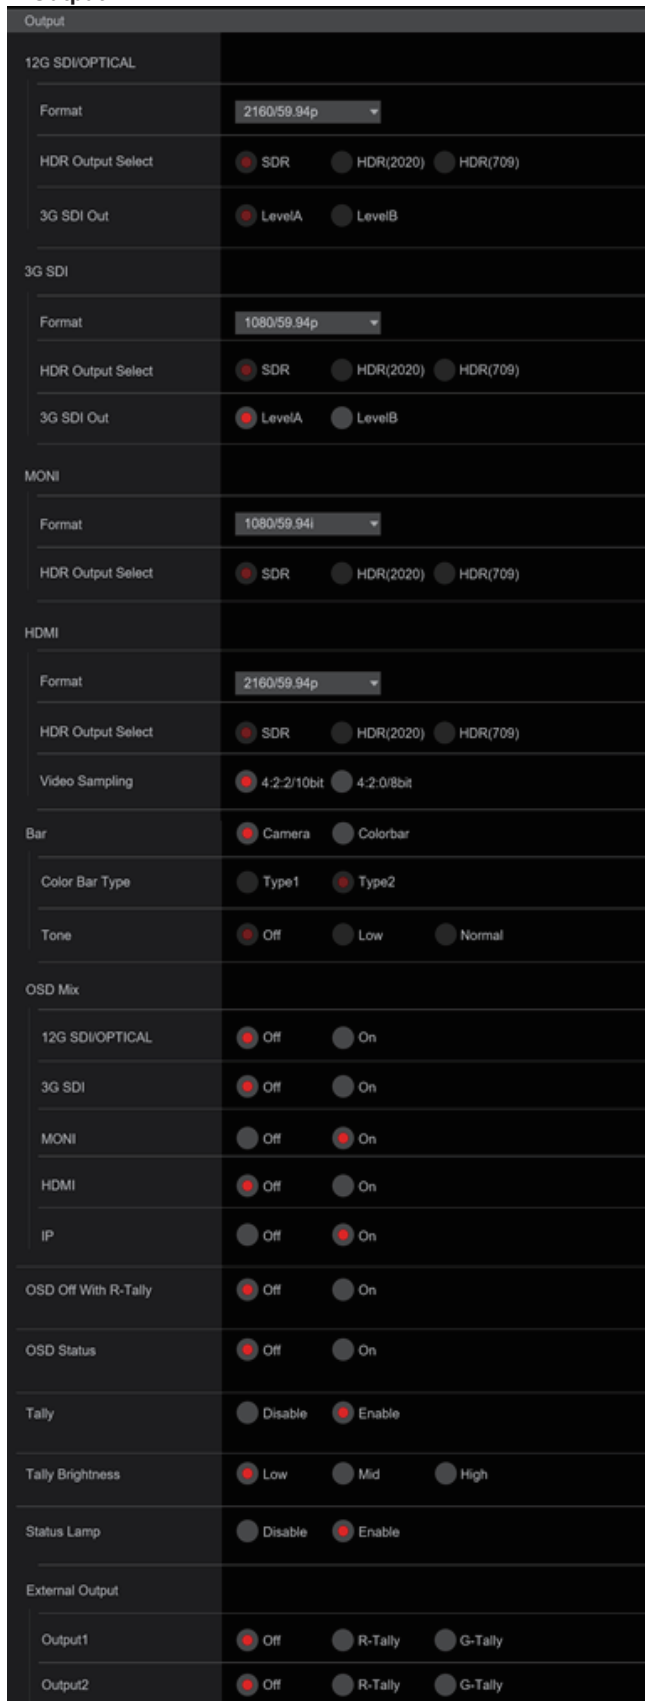 Output
12G SDI/OPTICAL
Format 2160/59.94p
HDR Output Select SDR HDR(2020) HDR(709)
3G SDI Out LevelA LevelB
3G SDI
Format 1080/59.94p
HDR Output Select SDR HDR(2020) HDR(709)
3G SDI Out LevelA LevelB
MONI
Format 1080/59.94i
HDR Output Select SDR HDR(2020) HDR(709)
HDMI
Format 2160/59.94p
HDR Output Select SDR HDR(2020) HDR(709)
Video Sampling 4:2:2/10bit 4:2:0/8bit
Bar Camera Colorbar
Color Bar Type Type1 Type2
Tone Off Low Normal
OSD Mix
12G SDI/OPTICAL Off On
3G SDI Off On
MONI Off On
HDMI Off On
IP Off On
OSD Off With R-Tally Off On
OSD Status Off On
Tally Disable Enable
Tally Brightness Low Mid High
Status Lamp Disable Enable
External Output
Output1 Off R-Tally G-Tally
Output2 Off R-Tally G-Tally